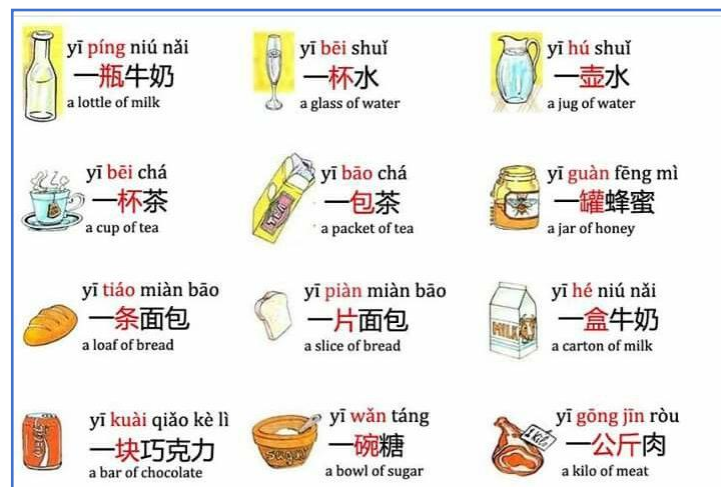 yī píng niú nǎi
一瓶牛奶
a lottle of milk
yī bēi shuǐ
一杯水
a glass of water
yī hú shuǐ
一壶水
a jug of water
yī bēi chá
一杯茶
a cup of tea
yī bāo chá
一包茶
a packet of tea
TEA
yī guàn fēng mì
一罐蜂蜜
a jar of honey
yī tiáo miàn bāo
一条面包
a loaf of bread
yī piàn miàn bāo
一片面包
a slice of bread
yī hé niú nǎi
一盒牛奶
a carton of milk
MILK
yī kuài qiǎo kè lì
一块巧克力
a bar of chocolate
yī wǎn táng
一碗糖
a bowl of sugar
SUGAR
yī gōng jīn ròu
一公斤肉
a kilo of meat
1 Kilo